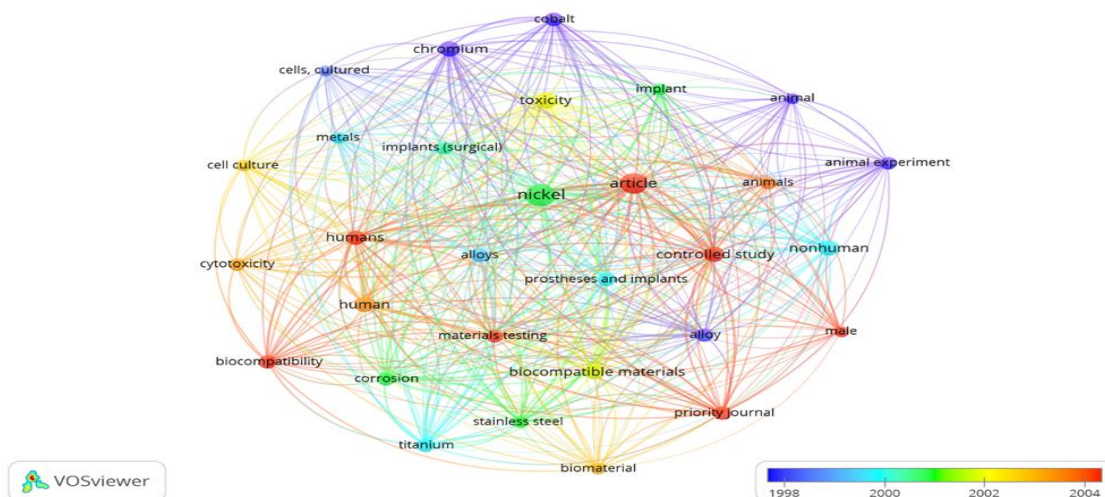 cobalt
chromium
cells, cultured
implant
toxicity
animal
metals
implants (surgical)
cell culture
animal experiment
article
animals
nickel
humans
nonhuman
alloys
controlled study
cytotoxicity
prostheses and implants
human
materials testing
alloy
male
biocompatibility
biocompatible materials
corrosion
priority journal
stainless steel
titanium
biomaterial
VOSviewer
1998 2000 2002 2004